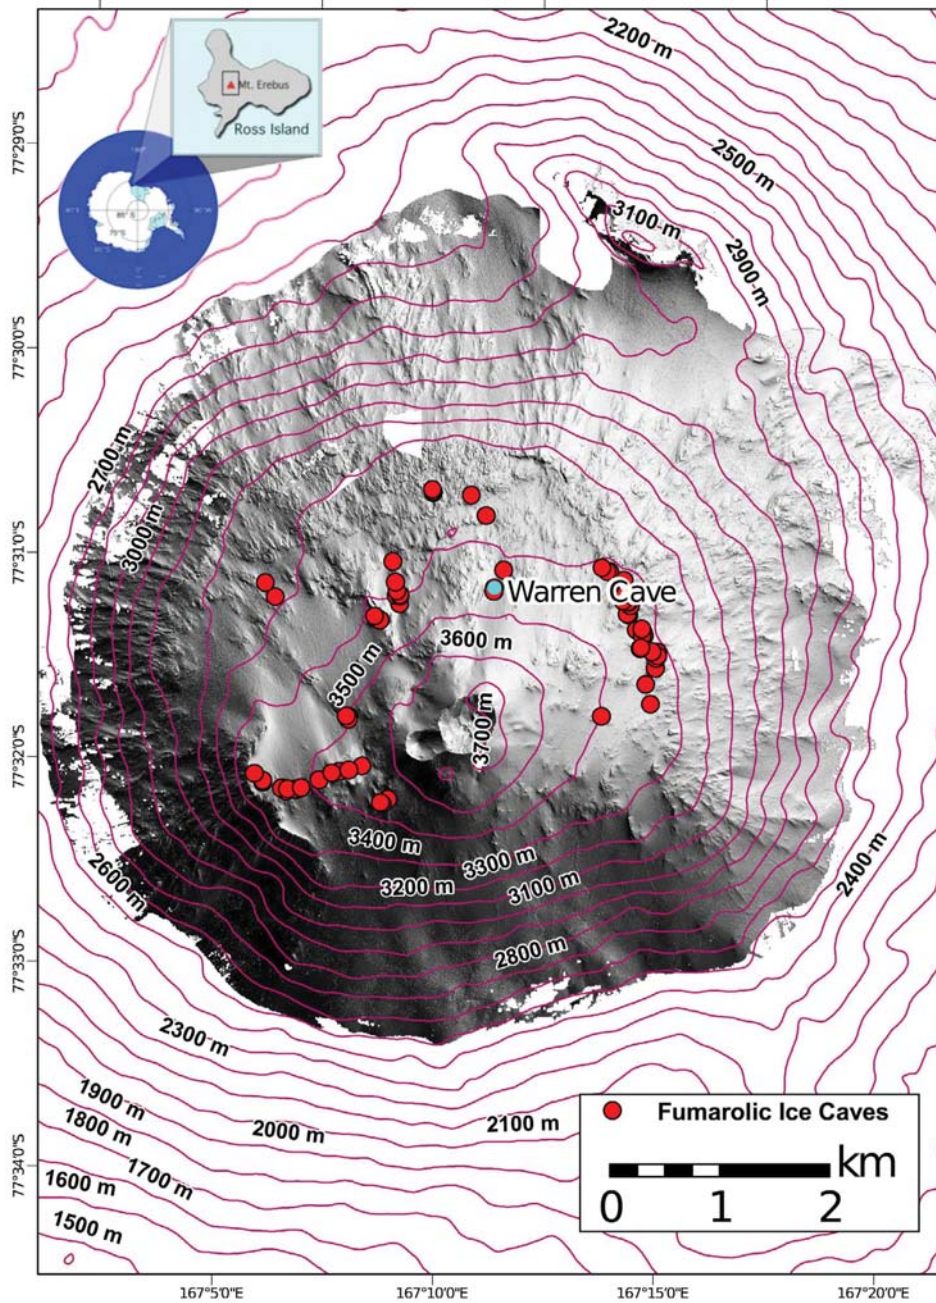 2200 m
Mt. Erebus
Ross Island
77°29'0"S
2500 m
3100 m
2900 m
77°30'0"S
2700 m
3000 m
77°31'0"S
Warren Cave
3600 m
3500 m
3700 m
77°32'0"S
3400 m
3300 m
3200 m
3100 m
2600 m
2400 m
2800 m
77°33'0"S
2300 m
1900 m
2000 m
2100 m
1800 m
1700 m
1600 m
1500 m
77°34'0"S
Fumarolic Ice Caves
km
0 1 2
167°5'0"E 167°10'0"E 167°15'0"E 167°20'0"E